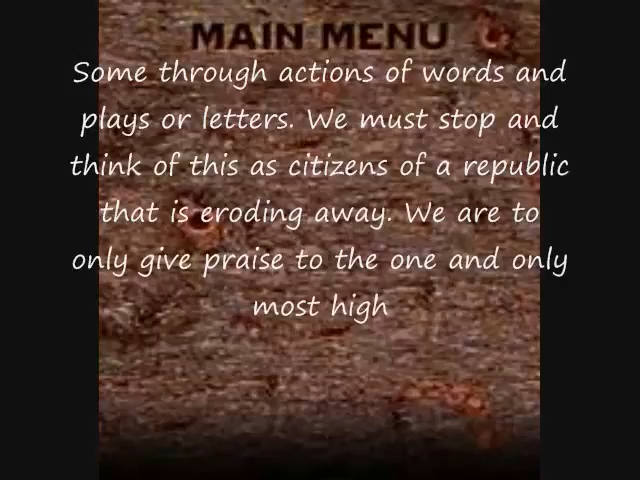 MAIN MENU
Some through actions of words and
plays or letters. We must stop and
think of this as citizens of a republic
that is eroding away. We are to
only give praise to the one and only
most high